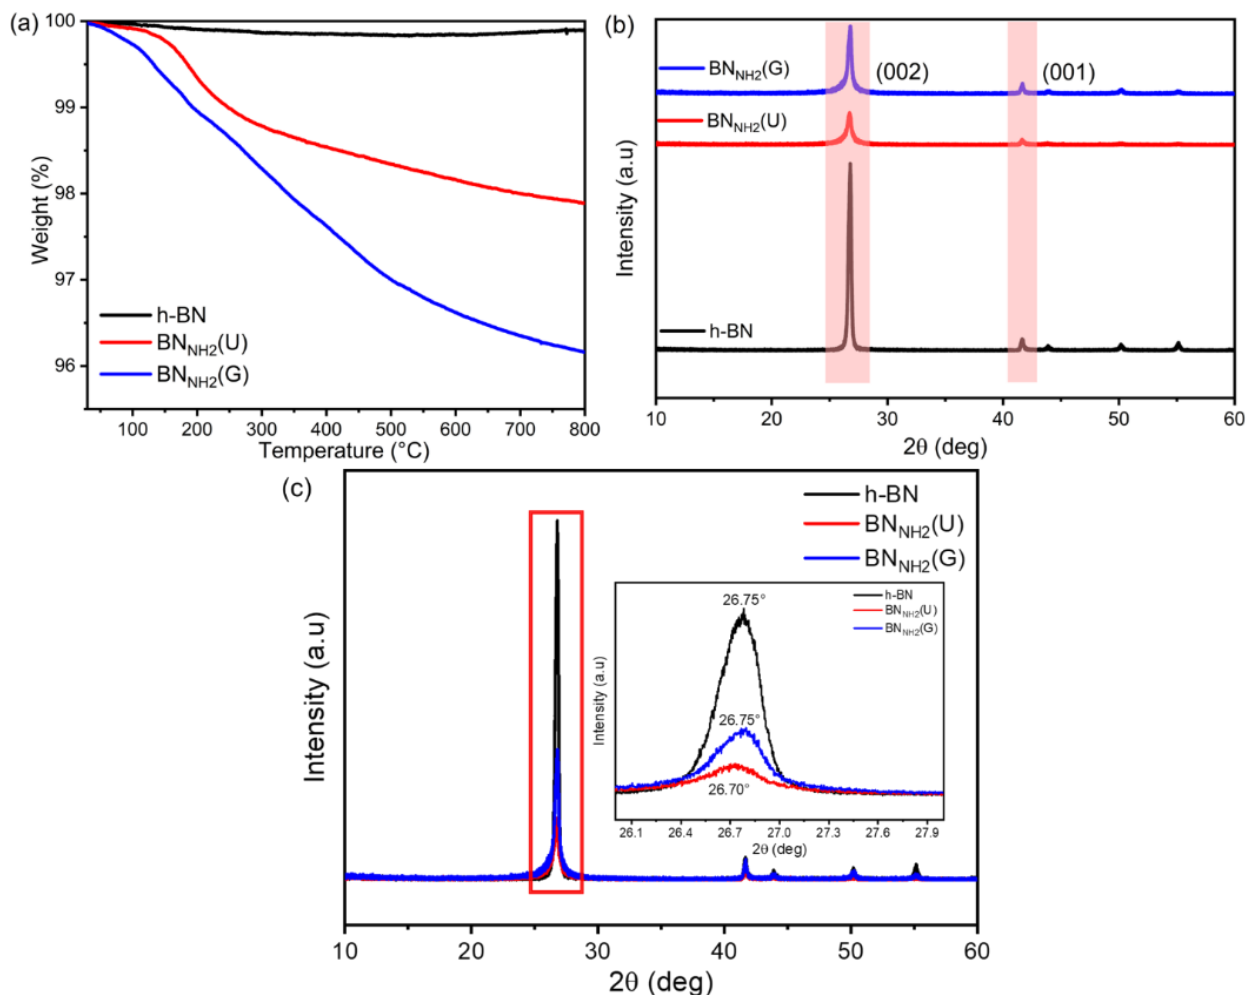 (a)
100
99
98
97
96
Weight (%)
h-BN
BNNH2(U)
BNNH2(G)
100
200
300
400
500
600
700
800
Temperature (°C)
(b)
BNNH2(G)
(002)
(001)
BNNH2(U)
h-BN
Intensity (a.u)
10
20
30
40
50
60
2θ (deg)
(c)
h-BN
BNNH2(U)
BNNH2(G)
Intensity (a.u)
26.75°
h-BN
BNNH2(U)
BNNH2(G)
26.75°
26.70°
Intensity (a.u)
26.1
26.4
26.7
27.0
27.3
27.6
27.9
2θ (deg)
10
20
30
40
50
60
2θ (deg)